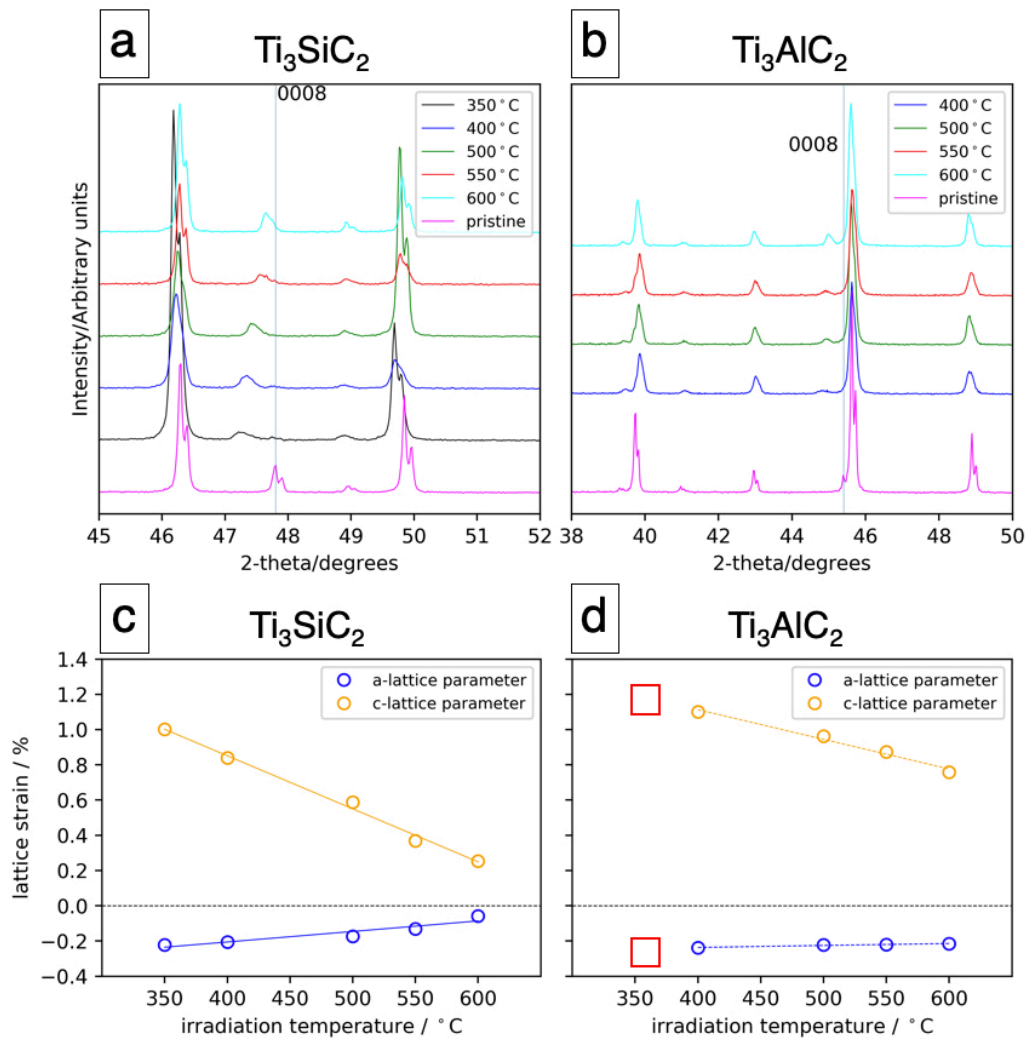 a
Ti₃SiC₂
b
Ti₃AlC₂
0008
350°C
400°C
500°C
550°C
600°C
pristine
Intensity/Arbitrary units
45 46 47 48 49 50 51 52
2-theta/degrees
0008
400°C
500°C
550°C
600°C
pristine
38 40 42 44 46 48 50
2-theta/degrees
c
Ti₃SiC₂
d
Ti₃AlC₂
1.4
1.2
1.0
0.8
0.6
0.4
0.2
0.0
−0.2
−0.4
lattice strain / %
a-lattice parameter
c-lattice parameter
350 400 450 500 550 600
irradiation temperature / °C
a-lattice parameter
c-lattice parameter
350 400 450 500 550 600
irradiation temperature / °C